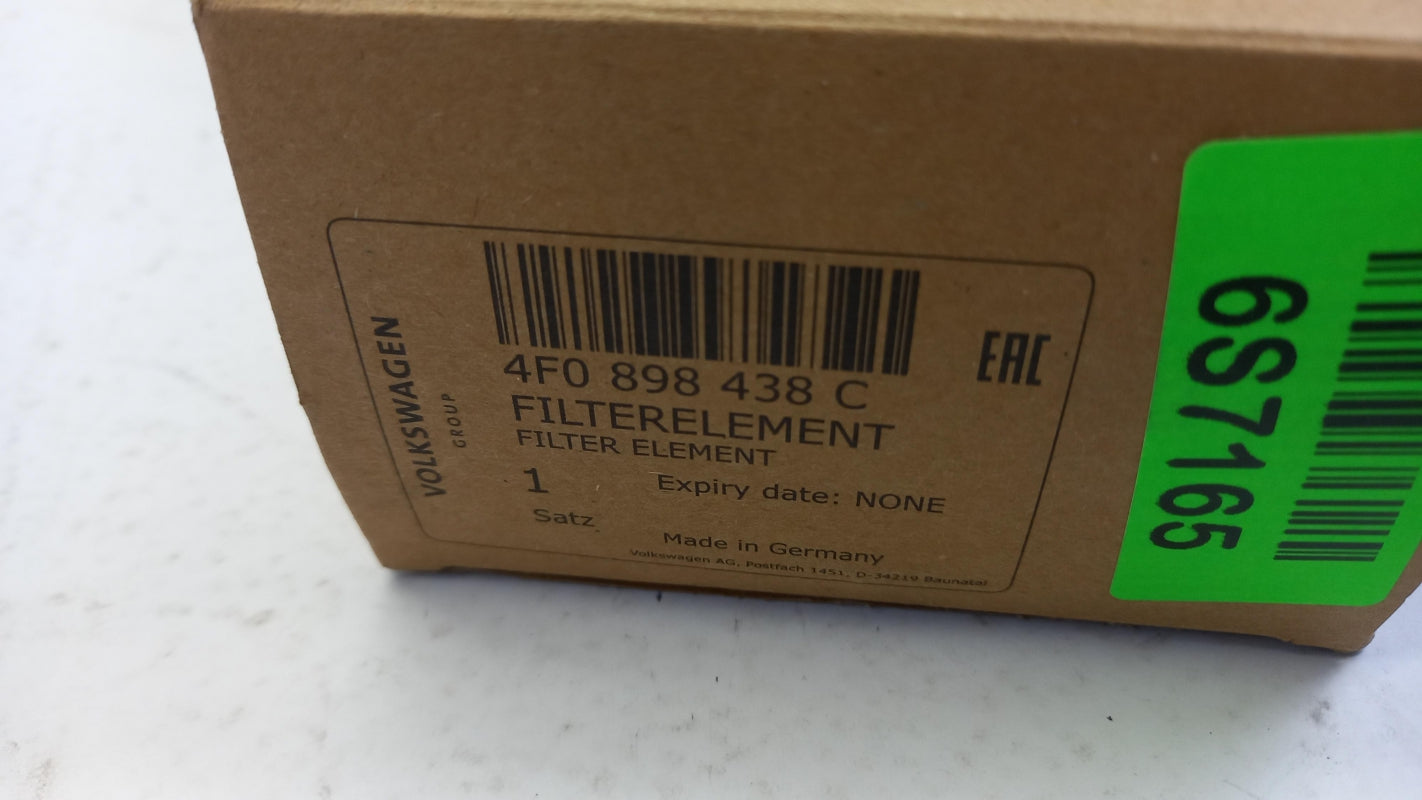 VOLKSWAGEN
GROUP
4F0 898 438 C
FILTERELEMENT
FILTER ELEMENT
1
Expiry date: NONE
Satz
Made in Germany
Volkswagen AG, Postfach 1451, D-34219 Baunatal
EAC
6S7165